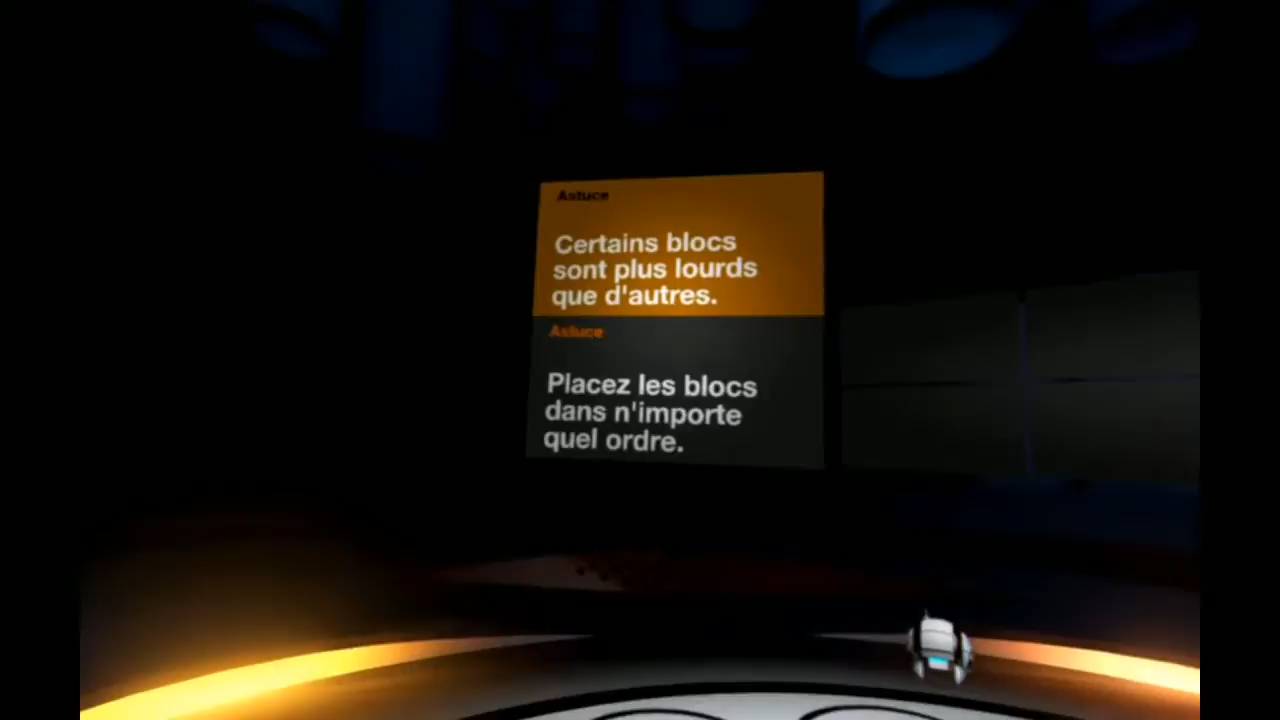 Astuce
Certains blocs
sont plus lourds
que d'autres.
Astuce
Placez les blocs
dans n'importe
quel ordre.